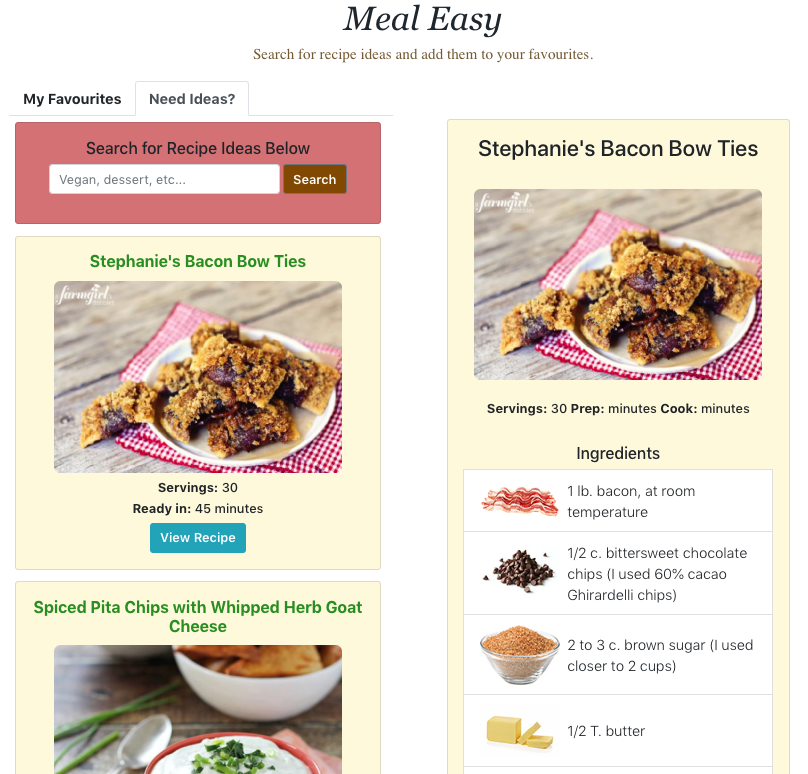 Meal Easy
Search for recipe ideas and add them to your favourites.
My Favourites
Need Ideas?
Search for Recipe Ideas Below
Vegan, dessert, etc...
Search
Stephanie's Bacon Bow Ties
farmgirl
Servings: 30
Ready in: 45 minutes
View Recipe
Spiced Pita Chips with Whipped Herb Goat
Cheese
Stephanie's Bacon Bow Ties
farmgirl
Servings: 30 Prep: minutes Cook: minutes
Ingredients
1 lb. bacon, at room
temperature
1/2 c. bittersweet chocolate
chips (I used 60% cacao
Ghirardelli chips)
2 to 3 c. brown sugar (I used
closer to 2 cups)
1/2 T. butter